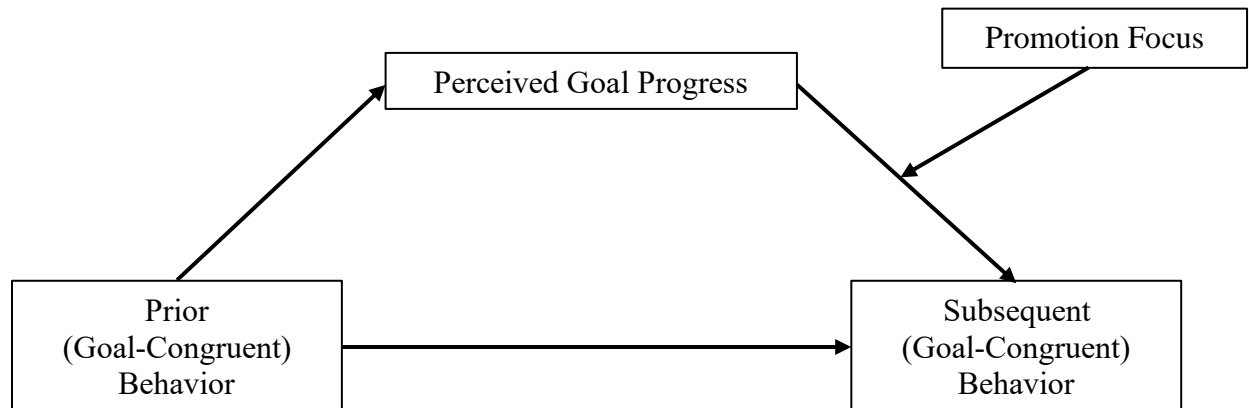 Promotion Focus
Perceived Goal Progress
Prior
(Goal-Congruent)
Behavior
Subsequent
(Goal-Congruent)
Behavior